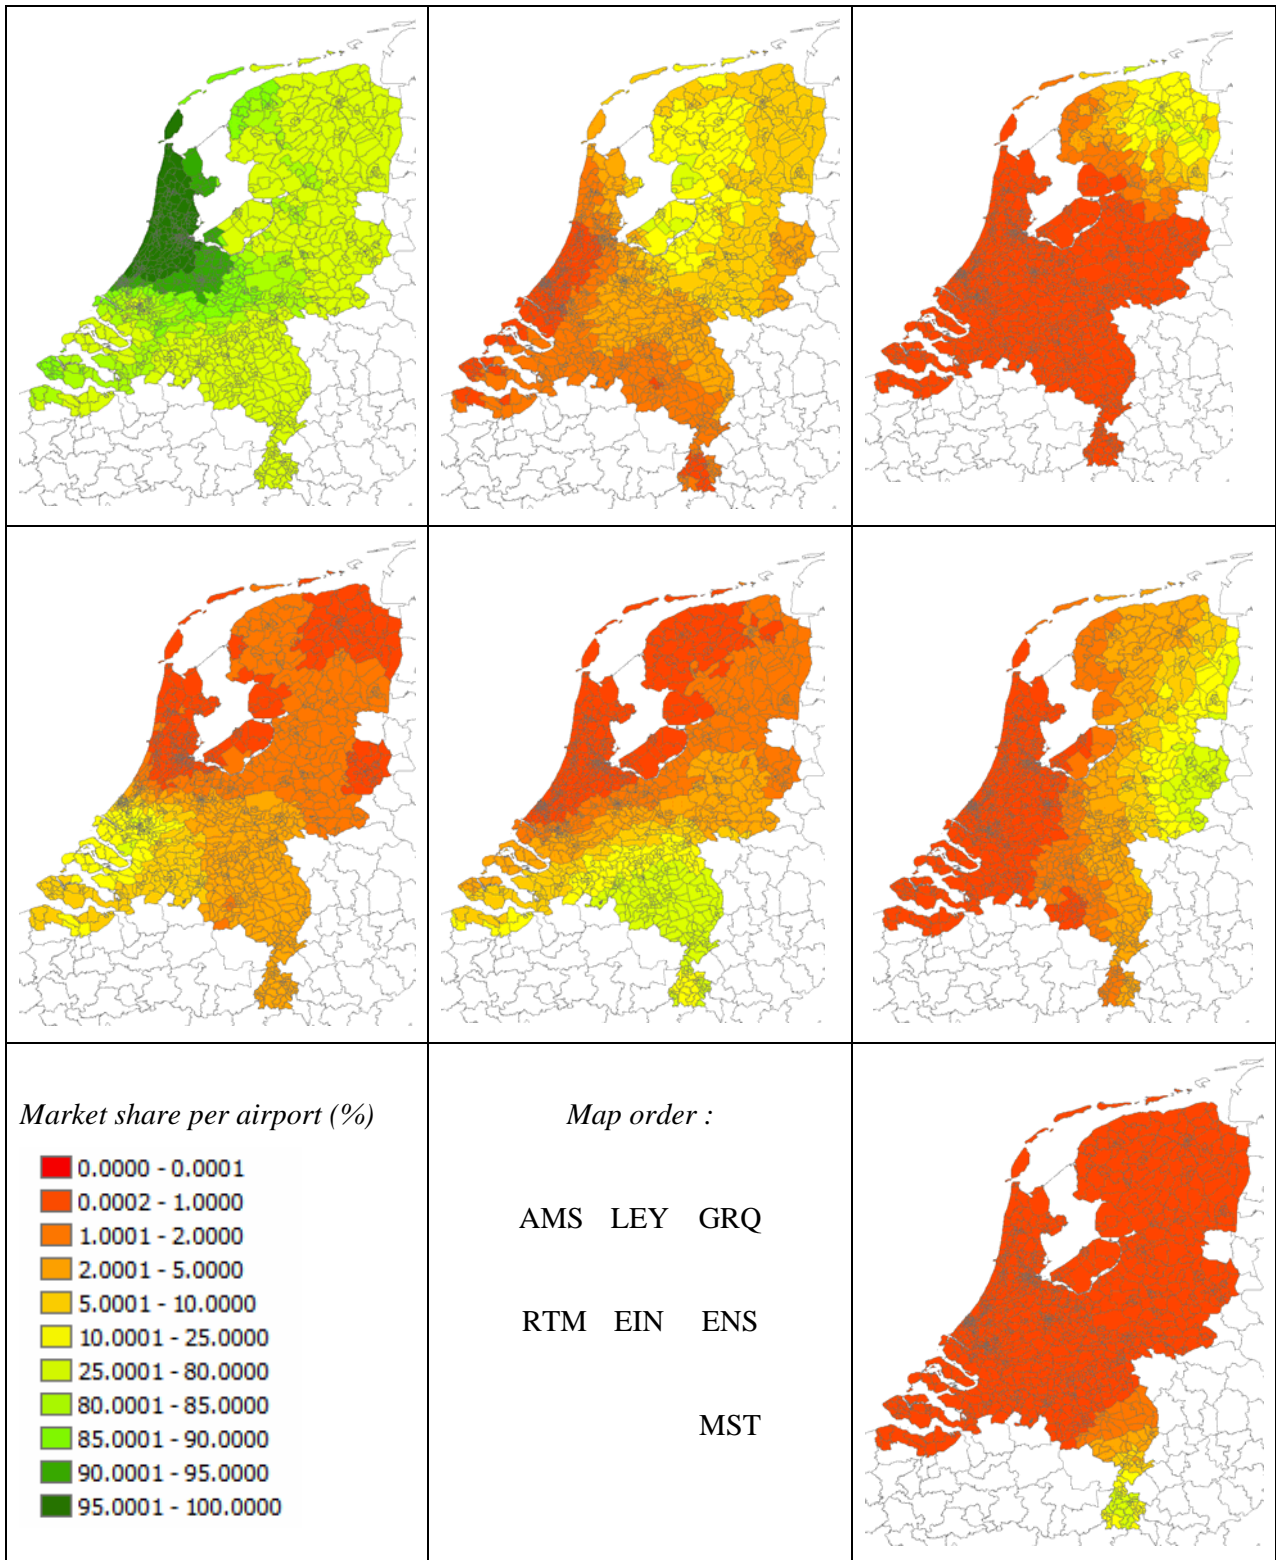 Market share per airport (%)
0.0000 - 0.0001
0.0002 - 1.0000
1.0001 - 2.0000
2.0001 - 5.0000
5.0001 - 10.0000
10.0001 - 25.0000
25.0001 - 80.0000
80.0001 - 85.0000
85.0001 - 90.0000
90.0001 - 95.0000
95.0001 - 100.0000
Map order :
AMS LEY GRQ
RTM EIN ENS
MST